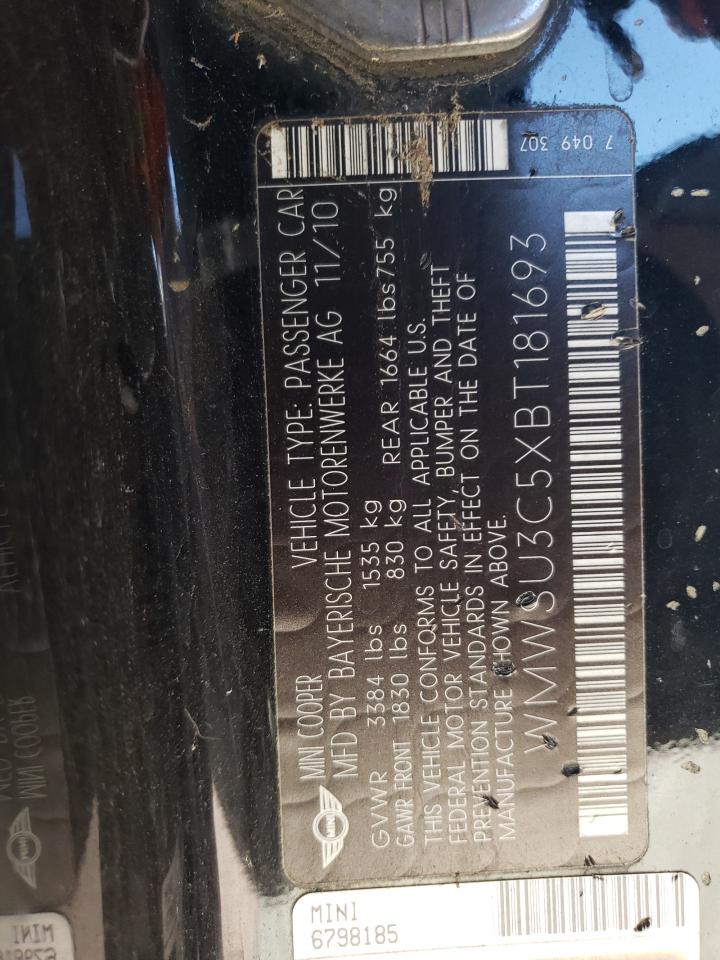 7 049 307
MINI COOPER VEHICLE TYPE: PASSENGER CAR
MFD BY BAYERISCHE MOTORENWERKE AG 11/10
GVWR 3384 lbs 1535 kg
GAWR FRONT 1830 lbs 830 kg REAR 1664 lbs 755 kg
THIS VEHICLE CONFORMS TO ALL APPLICABLE U.S.
FEDERAL MOTOR VEHICLE SAFETY, BUMPER AND THEFT
PREVENTION STANDARDS IN EFFECT ON THE DATE OF
MANUFACTURE SHOWN ABOVE.
WMWSU3C5XBT181693
MINI
MINI
6798185